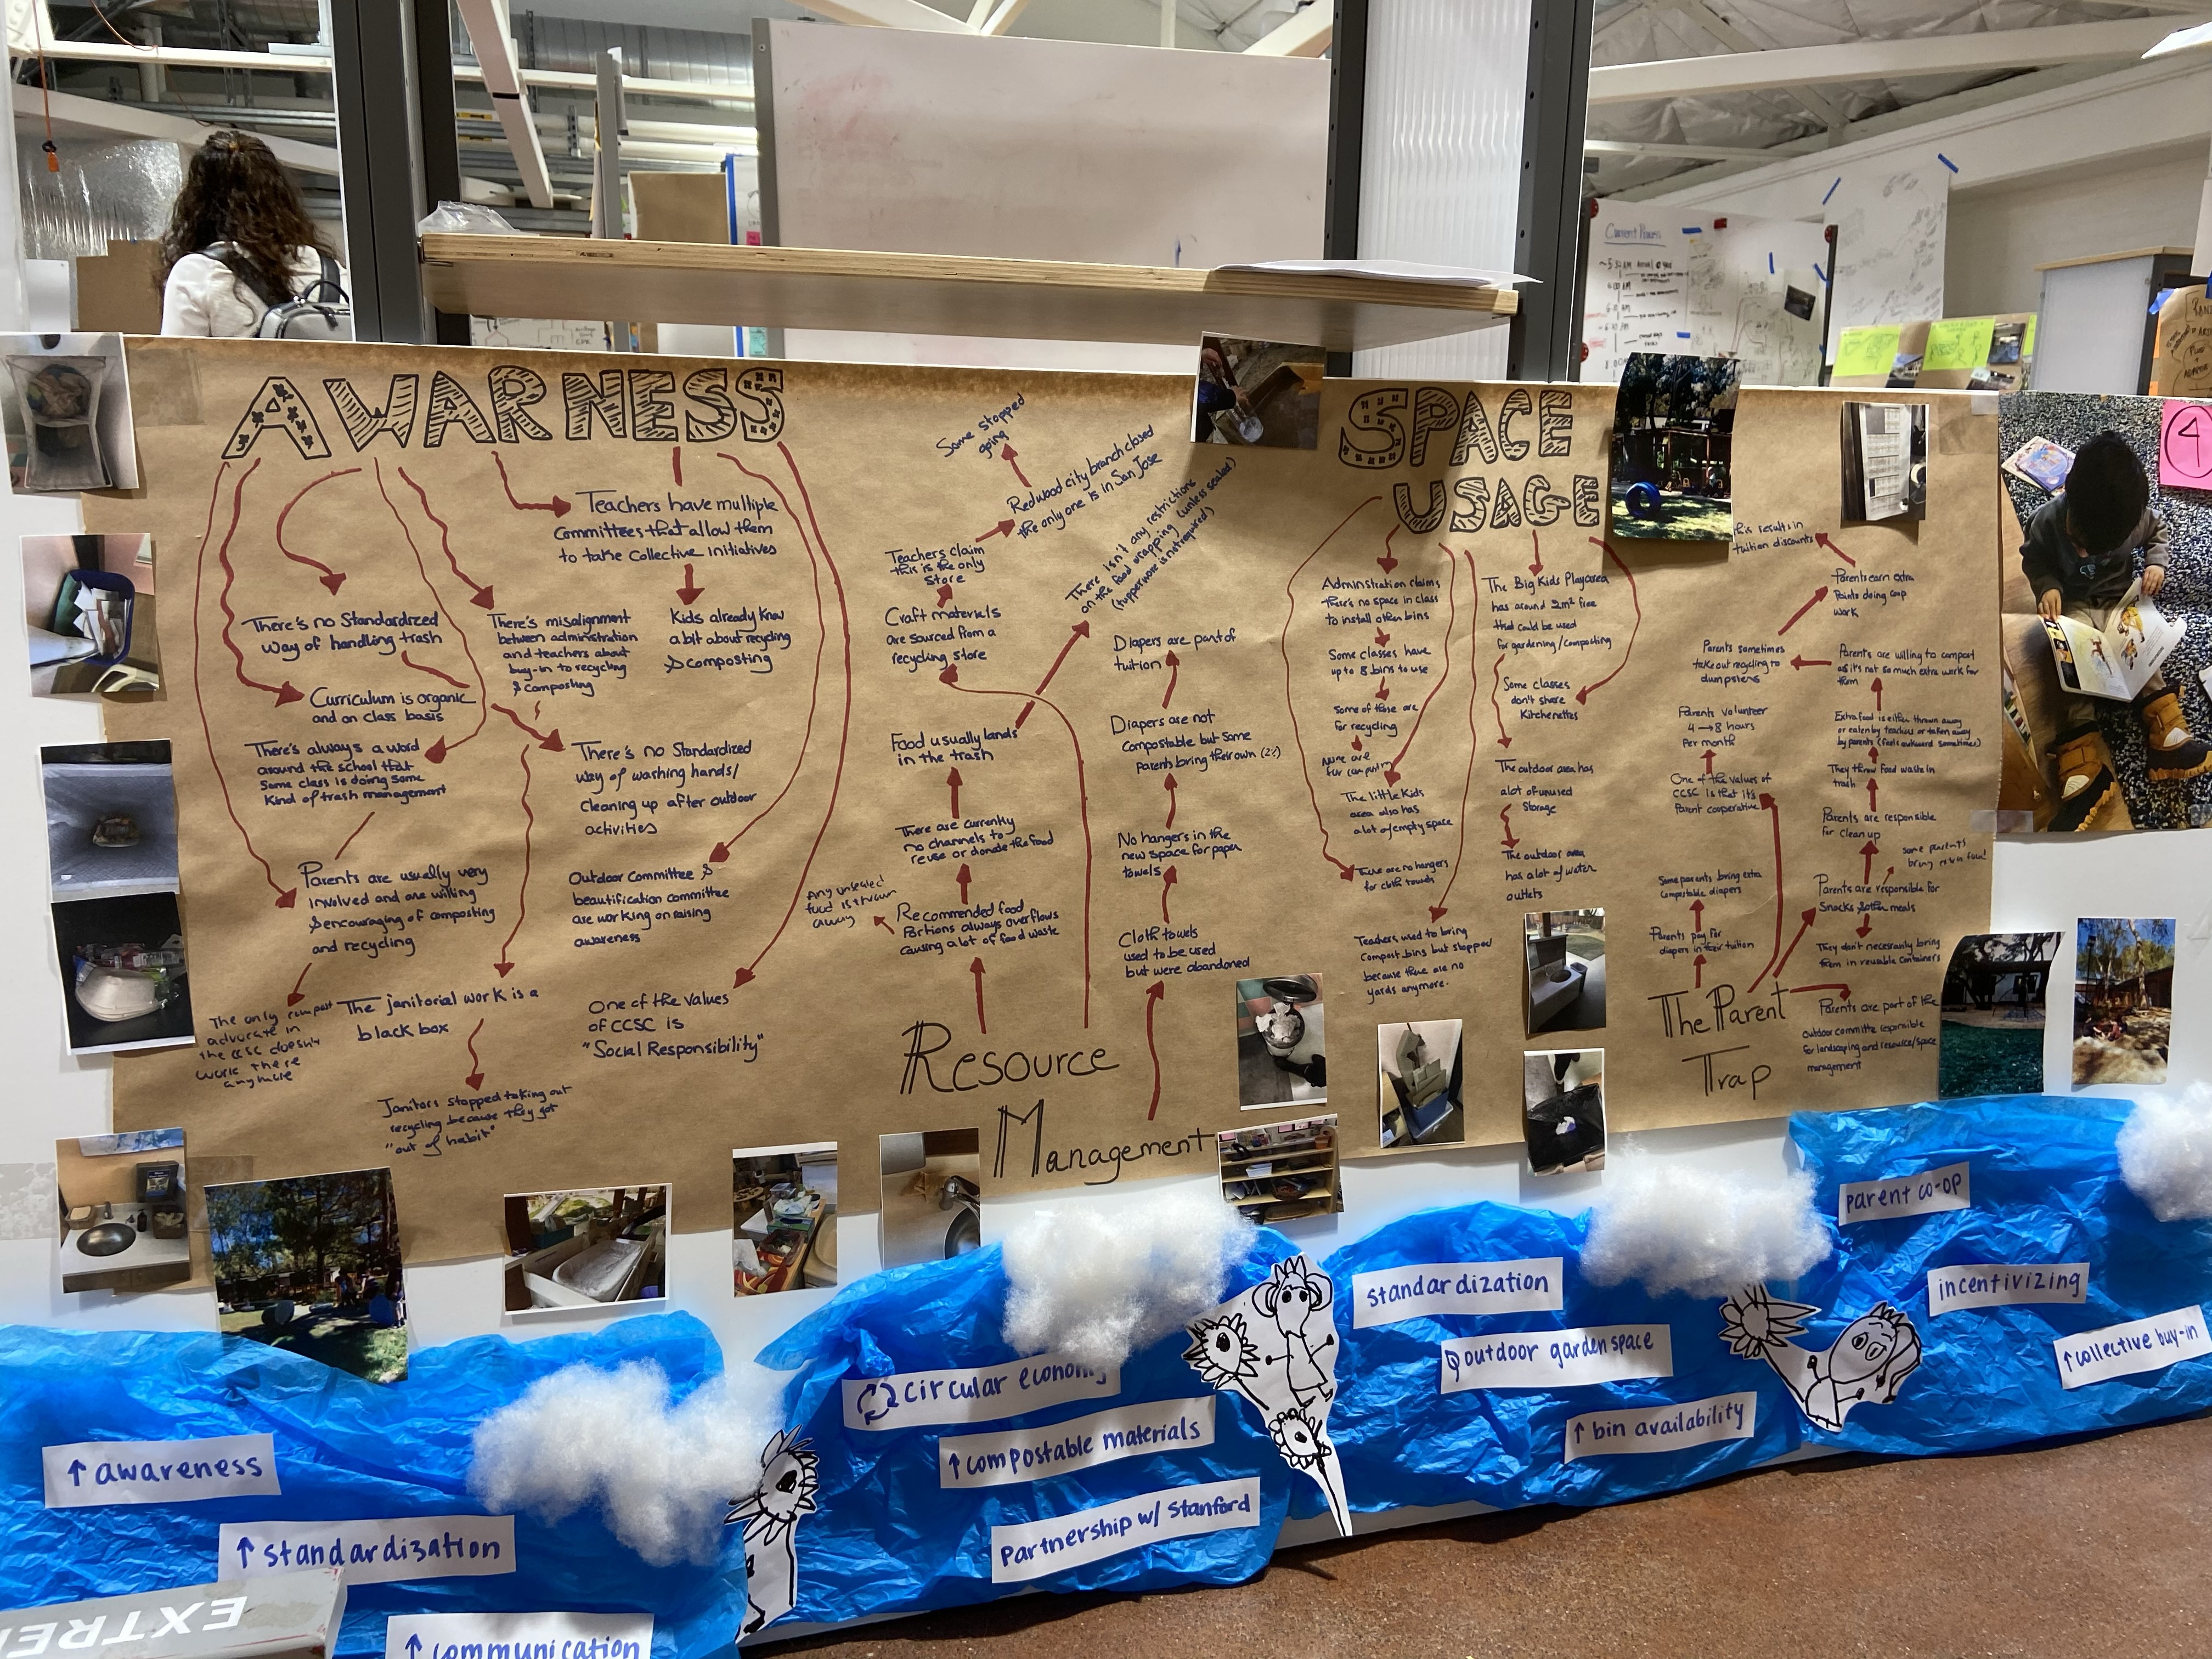 AWARNESS
Teachers have multiple
committees that allow them
to take collective initiatives
There's no Standardized
way of handling trash
There's misalignment
between administration
and teachers about
buy-in to recycling
& composting
Kids already know
a bit about recycling
& composting
Curriculum is organic
and on class basis
There's always a word
around the school that
some class is doing some
kind of trash management
There's no Standardized
way of washing hands/
cleaning up after outdoor
activities
Parents are usually very
involved and are willing
& encouraging of composting
and recycling
Outdoor committee &
beautification committee
are working on raising
awareness
The only compost
advocate in
the ccsc doesn't
work there
anymore
The janitorial work is a
black box
One of the values
of CCSC is
"Social Responsibility"
Janitors stopped taking out
recycling because they got
"out of habit"
Some stopped
going
Redwood city branch closed
the only one is in San Jose
Teachers claim
this is the only
store
There isn't any restrictions
on the food wrapping (unless sealed)
(tupperware is not required)
Craft materials
are sourced from a
recycling store
Diapers are part of
tuition
Food usually lands
in the trash
Diapers are not
compostable but some
parents bring their own (2%)
There are currently
no channels to
reuse or donate the food
No hangers in the
new space for paper
towels
Any unsealed
food is thrown
away
Recommended food
Portions always overflows
causing a lot of food waste
Cloth towels
used to be used
but were abandoned
Resource
Management
SPACE
USAGE
Administration claims
there's no space in class
to install other bins
The Big Kids Playarea
has around 2m² free
that could be used
for gardening/composting
Some classes have
up to 8 bins to use
Some of those are
for recycling
none are
for compost
Some classes
don't share
kitchenettes
The little kids
area also has
a lot of empty space
The outdoor area has
a lot of unused
storage
There are no hangers
for cloth towels
The outdoor area
has a lot of water
outlets
Teachers used to bring
compost bins but stopped
because there are no
yards anymore.
This results in
tuition discounts
Parents earn extra
points doing coop
work
Parents sometimes
take out recycling to
dumpsters
Parents are willing to compost
as it's not so much extra work for
them
Parents volunteer
4 → 8 hours
per month
Extra food is either thrown away
or eaten by teachers or taken away
by parents (feels awkward sometimes)
One of the values of
CCSC is that it's
Parent cooperative
They throw food waste in
trash
Parents are responsible
for clean up
some parents
bring
Some parents bring extra
compostable diapers
Parents are responsible for
Snacks & other meals
Parents pay for
diapers in their tuition
They don't necessarily bring
them in reusable containers
The Parent
Trap
Parents are part of the
outdoor committee responsible
for landscaping and resource/space
management
4
Current Process
parent co-op
incentivizing
↑ collective buy-in
standardization
outdoor garden space
↑ bin availability
circular economy
↑ compostable materials
Partnership w/ Stanford
↑ awareness
↑ standardization
↑ communication
EXTRE